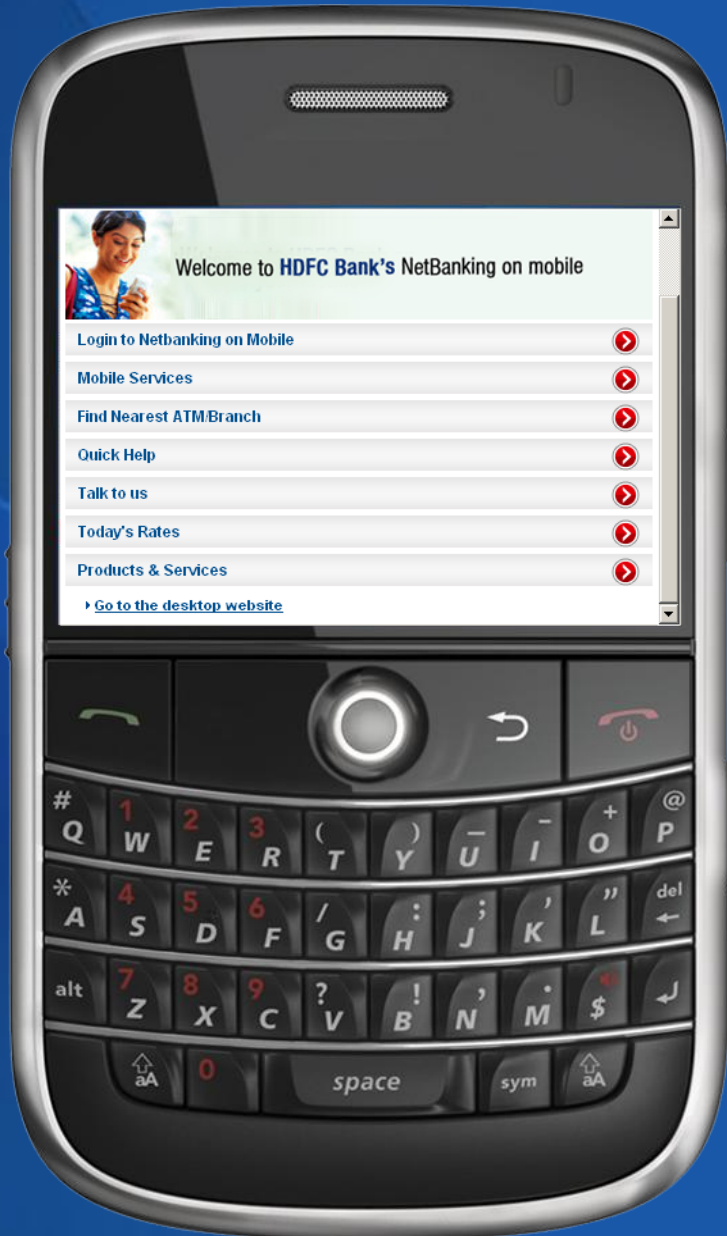 Welcome to HDFC Bank's NetBanking on mobile
Login to Netbanking on Mobile
Mobile Services
Find Nearest ATM/Branch
Quick Help
Talk to us
Today's Rates
Products & Services
Go to the desktop website
# 1 2 3 ( ) _ - + @
Q W E R T Y U I O P
* 4 5 6 / : ; ' " del
A S D F G H J K L
alt 7 8 9 ? ! , .
Z X C V B N M $
aA 0 space sym aA